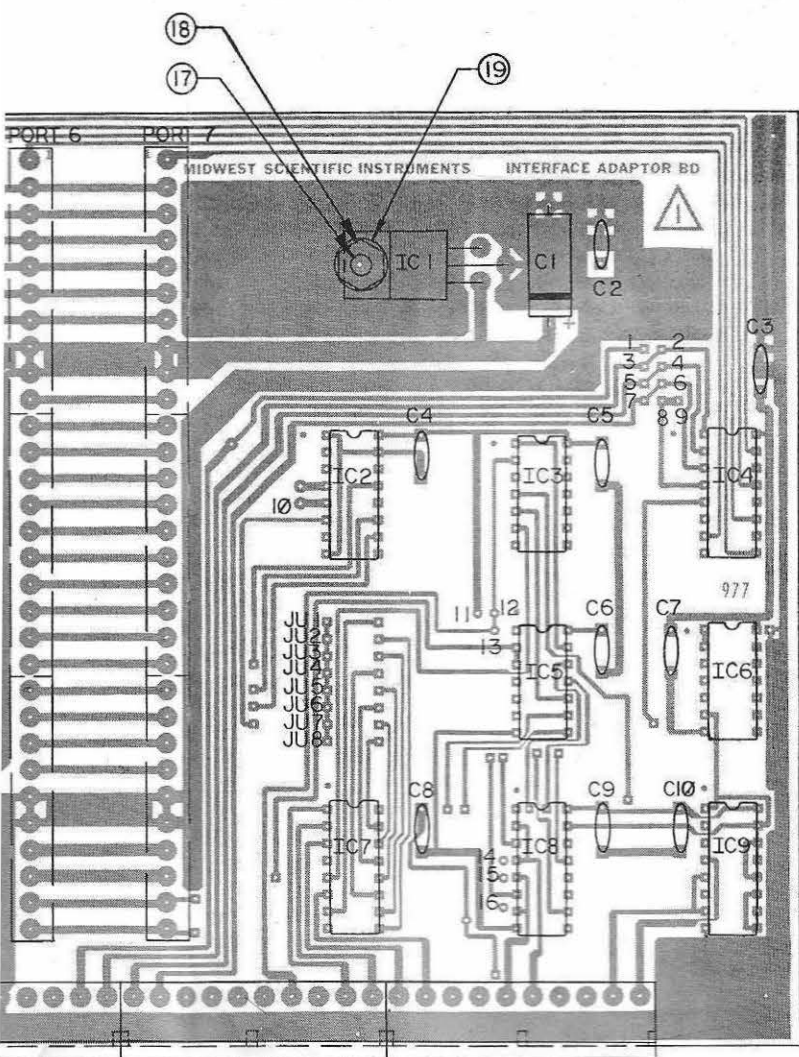 18
17
19
PORT 6
PORT 7
MIDWEST SCIENTIFIC INSTRUMENTS INTERFACE ADAPTOR BD
1
IC1
C1
+
C2
C3
1 2
3 4
5 6
7
8 9
C4
C5
IC2
IC3
IC4
10
977
11
12
13
C6
C7
JU1
JU2
JU3
JU4
JU5
JU6
JU7
JU8
IC5
IC6
C8
C9
C10
IC7
IC8
IC9
14
15
16